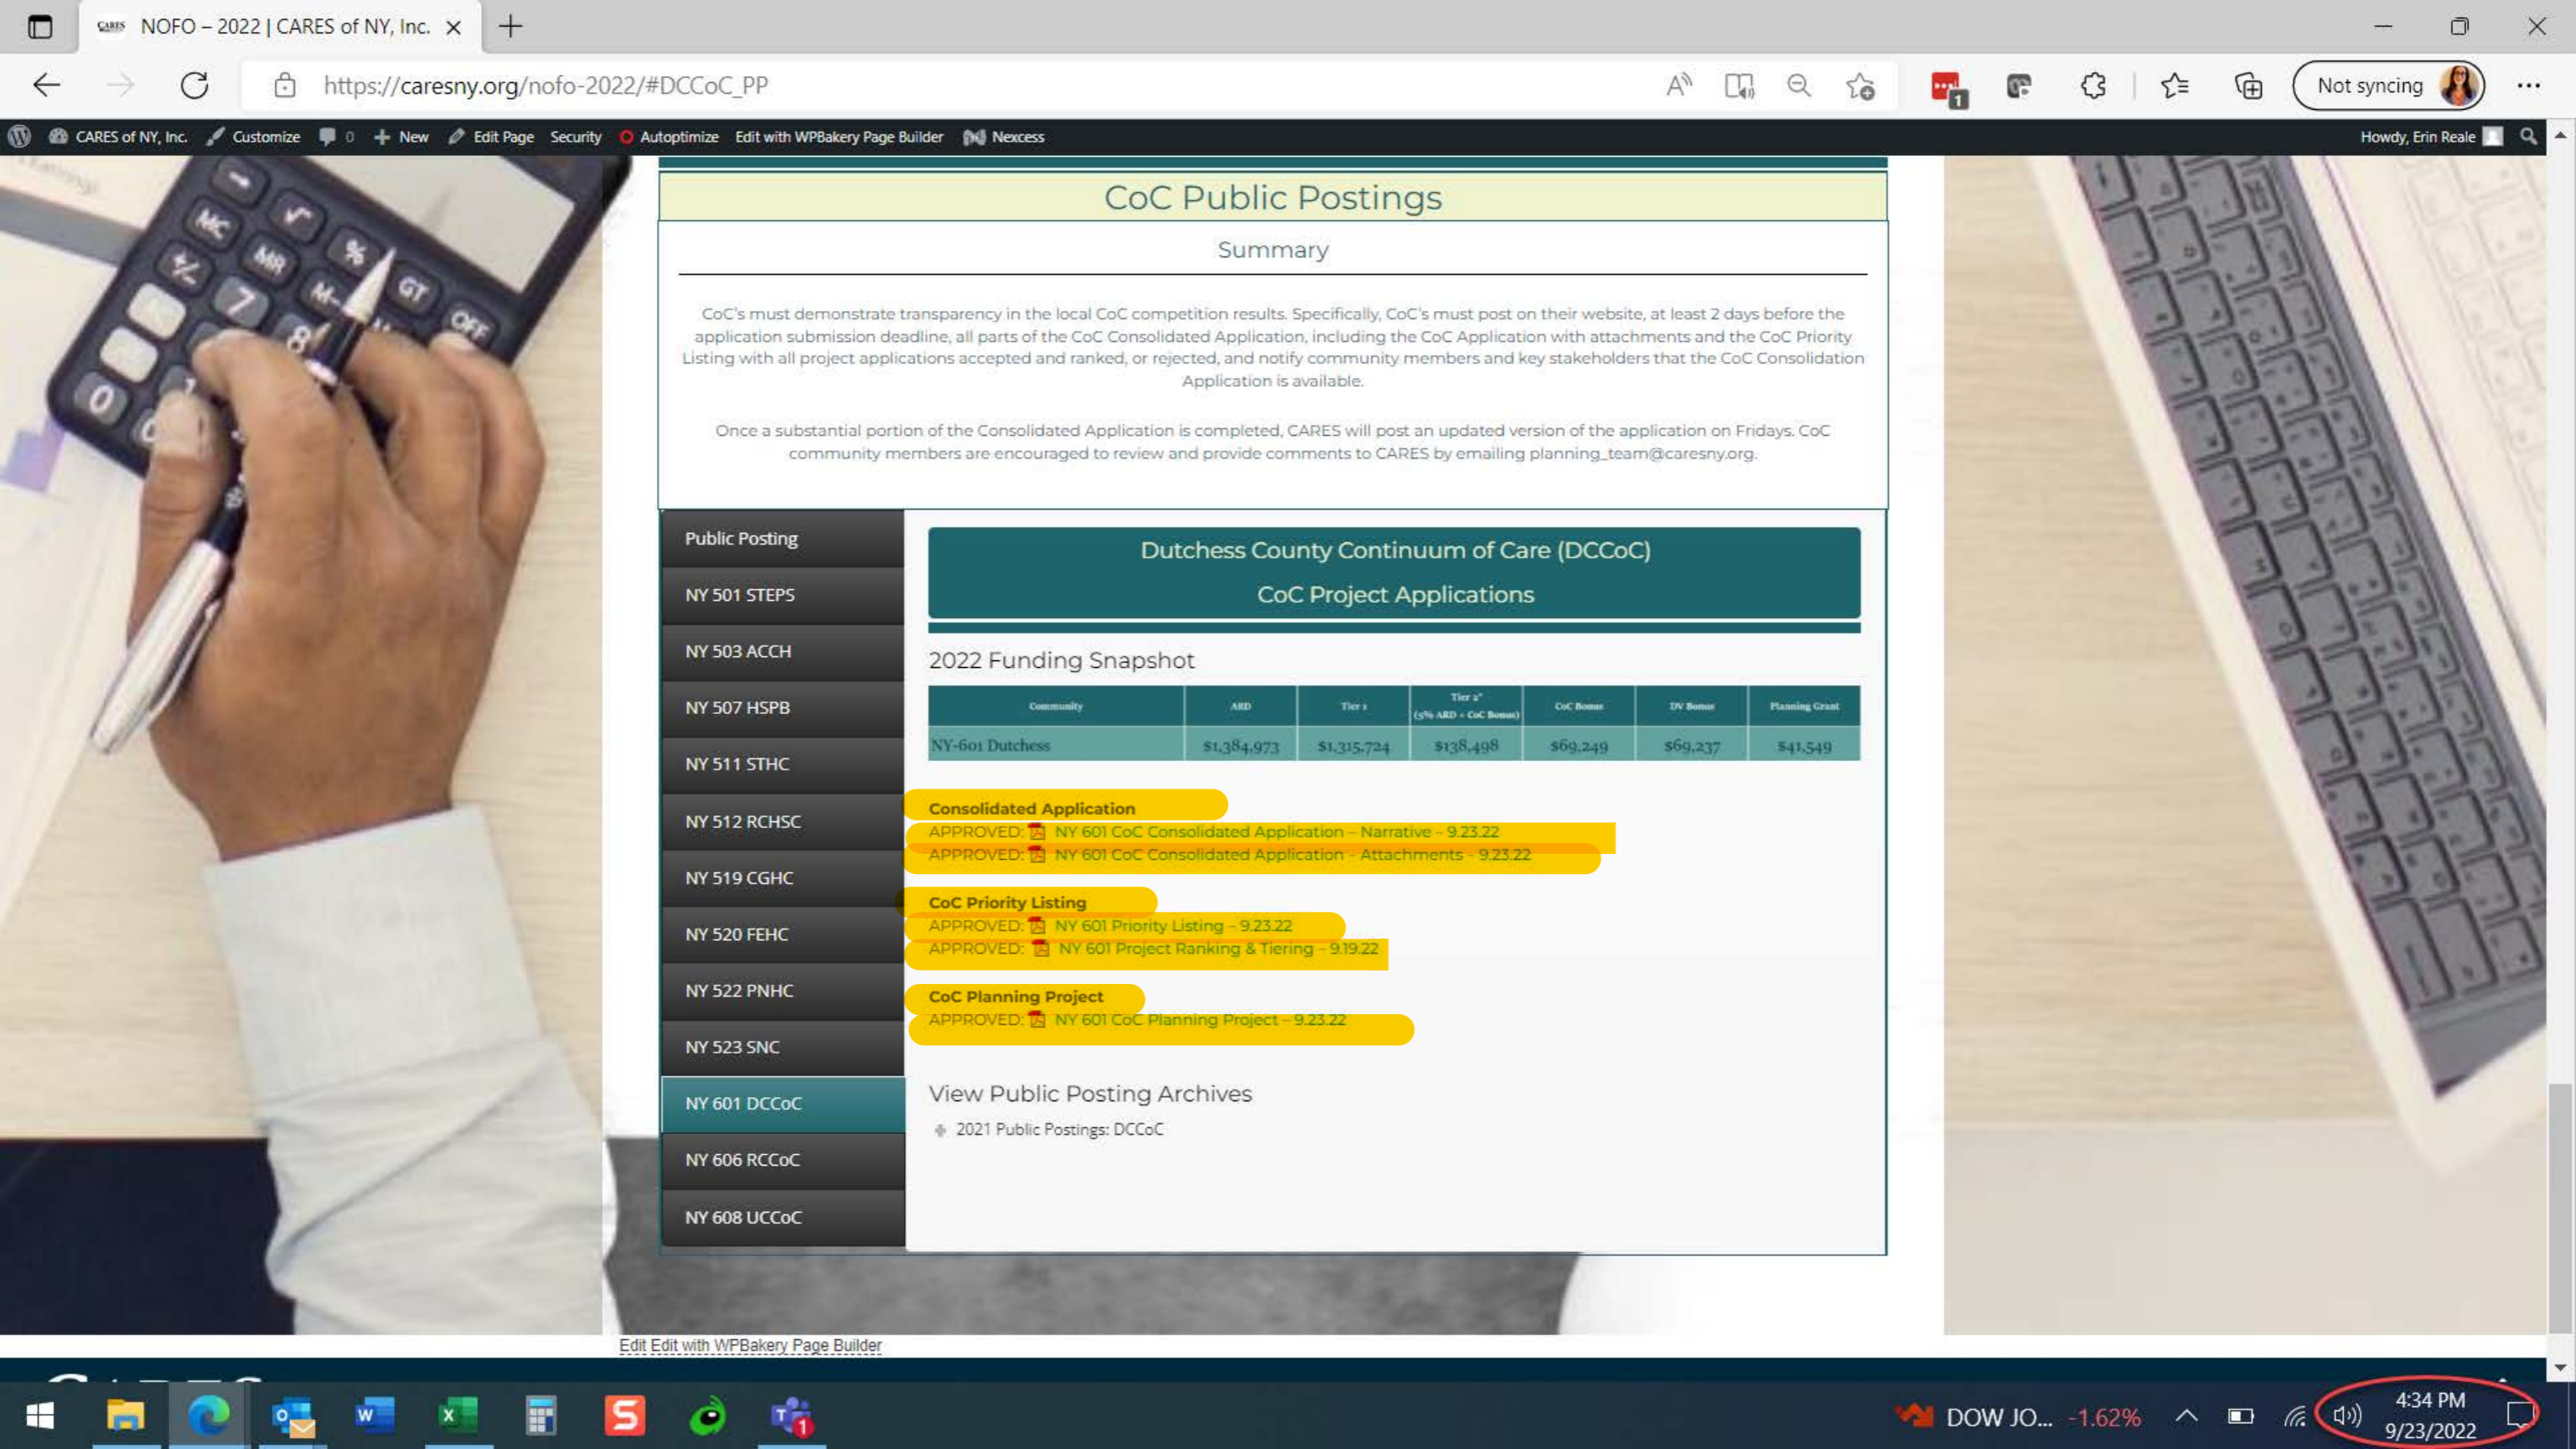 NOFO – 2022 | CARES of NY, Inc.
https://caresny.org/nofo-2022/#DCCoC_PP
Not syncing
1
CARES of NY, Inc. Customize 0 New Edit Page Security Autoptimize Edit with WPBakery Page Builder Nexcess
Howdy, Erin Reale
CoC Public Postings
Summary
CoC's must demonstrate transparency in the local CoC competition results. Specifically, CoC's must post on their website, at least 2 days before the
application submission deadline, all parts of the CoC Consolidated Application, including the CoC Application with attachments and the CoC Priority
Listing with all project applications accepted and ranked, or rejected, and notify community members and key stakeholders that the CoC Consolidation
Application is available.
Once a substantial portion of the Consolidated Application is completed, CARES will post an updated version of the application on Fridays. CoC
community members are encouraged to review and provide comments to CARES by emailing planning_team@caresny.org.
Public Posting
NY 501 STEPS
NY 503 ACCH
NY 507 HSPB
NY 511 STHC
NY 512 RCHSC
NY 519 CGHC
NY 520 FEHC
NY 522 PNHC
NY 523 SNC
NY 601 DCCoC
NY 606 RCCoC
NY 608 UCCoC
Dutchess County Continuum of Care (DCCoC)
CoC Project Applications
2022 Funding Snapshot
Community ARD Tier 1 Tier 2* (5% ARD + CoC Bonus) CoC Bonus DV Bonus Planning Grant
NY-601 Dutchess $1,384,973 $1,315,724 $138,498 $69,249 $69,237 $41,549
Consolidated Application
APPROVED: NY 601 CoC Consolidated Application – Narrative – 9.23.22
APPROVED: NY 601 CoC Consolidated Application – Attachments – 9.23.22
CoC Priority Listing
APPROVED: NY 601 Priority Listing – 9.23.22
APPROVED: NY 601 Project Ranking & Tiering – 9.19.22
CoC Planning Project
APPROVED: NY 601 CoC Planning Project – 9.23.22
View Public Posting Archives
2021 Public Postings: DCCoC
Edit Edit with WPBakery Page Builder
DOW JO... -1.62%
4:34 PM
9/23/2022
MC
MR
M-
%
GT
OFF
7
8
0